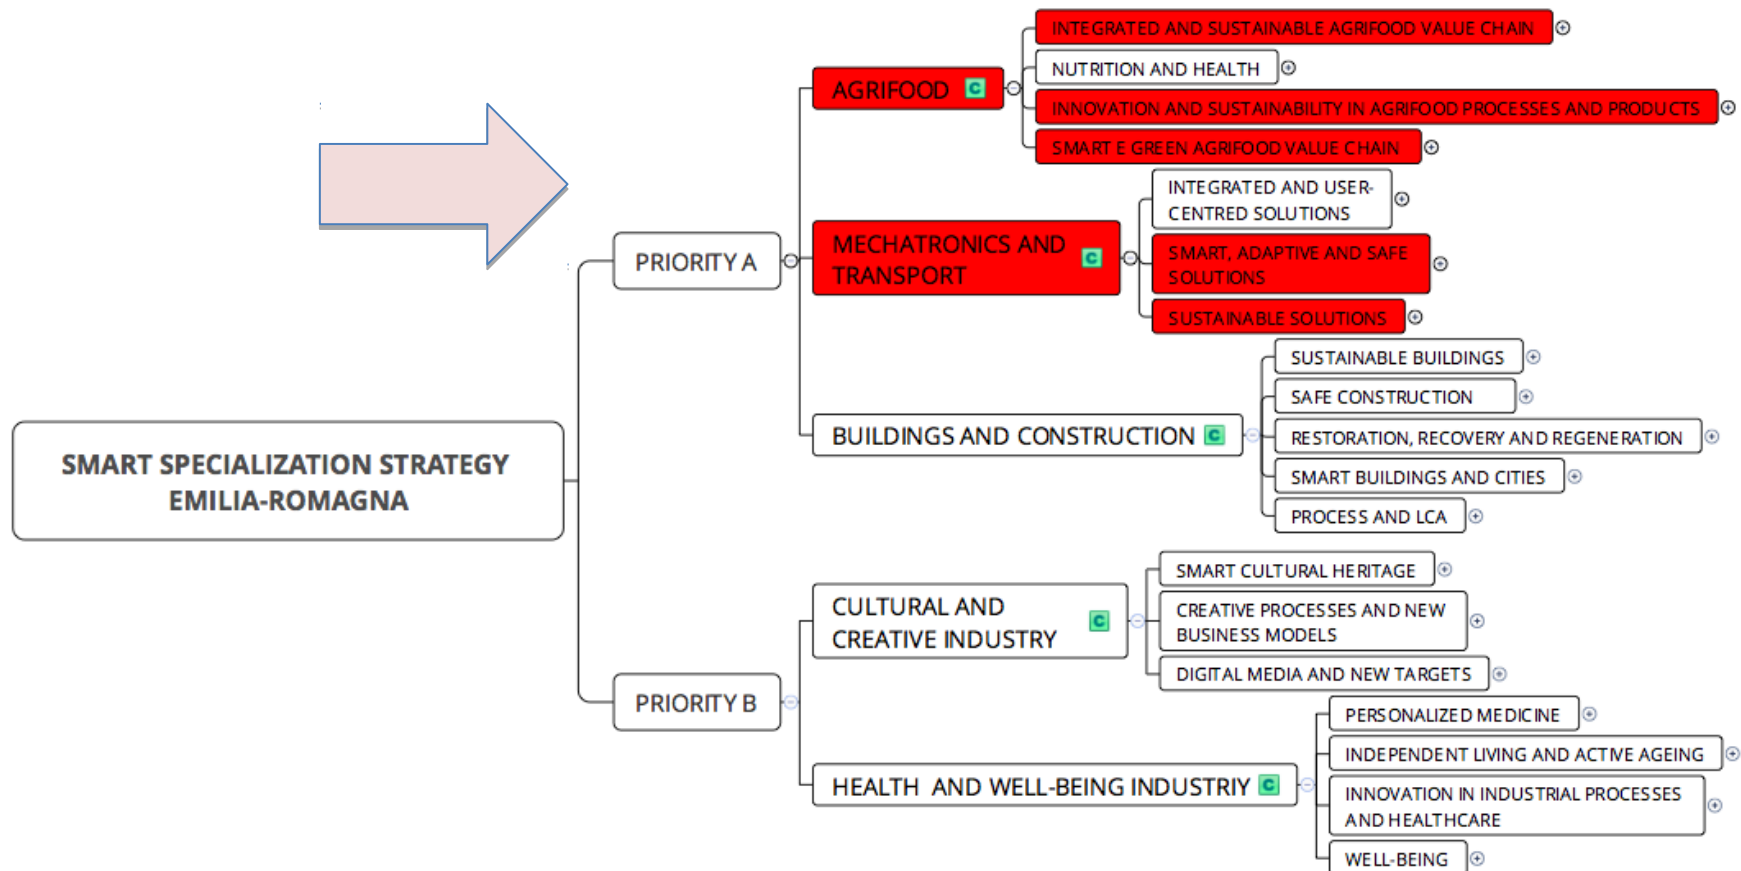 SMART SPECIALIZATION STRATEGY
EMILIA-ROMAGNA
PRIORITY A
AGRIFOOD C
INTEGRATED AND SUSTAINABLE AGRIFOOD VALUE CHAIN
NUTRITION AND HEALTH
INNOVATION AND SUSTAINABILITY IN AGRIFOOD PROCESSES AND PRODUCTS
SMART E GREEN AGRIFOOD VALUE CHAIN
MECHATRONICS AND
TRANSPORT C
INTEGRATED AND USER-
CENTRED SOLUTIONS
SMART, ADAPTIVE AND SAFE
SOLUTIONS
SUSTAINABLE SOLUTIONS
BUILDINGS AND CONSTRUCTION C
SUSTAINABLE BUILDINGS
SAFE CONSTRUCTION
RESTORATION, RECOVERY AND REGENERATION
SMART BUILDINGS AND CITIES
PROCESS AND LCA
PRIORITY B
CULTURAL AND
CREATIVE INDUSTRY C
SMART CULTURAL HERITAGE
CREATIVE PROCESSES AND NEW
BUSINESS MODELS
DIGITAL MEDIA AND NEW TARGETS
HEALTH AND WELL-BEING INDUSTRIY C
PERSONALIZED MEDICINE
INDEPENDENT LIVING AND ACTIVE AGEING
INNOVATION IN INDUSTRIAL PROCESSES
AND HEALTHCARE
WELL-BEING